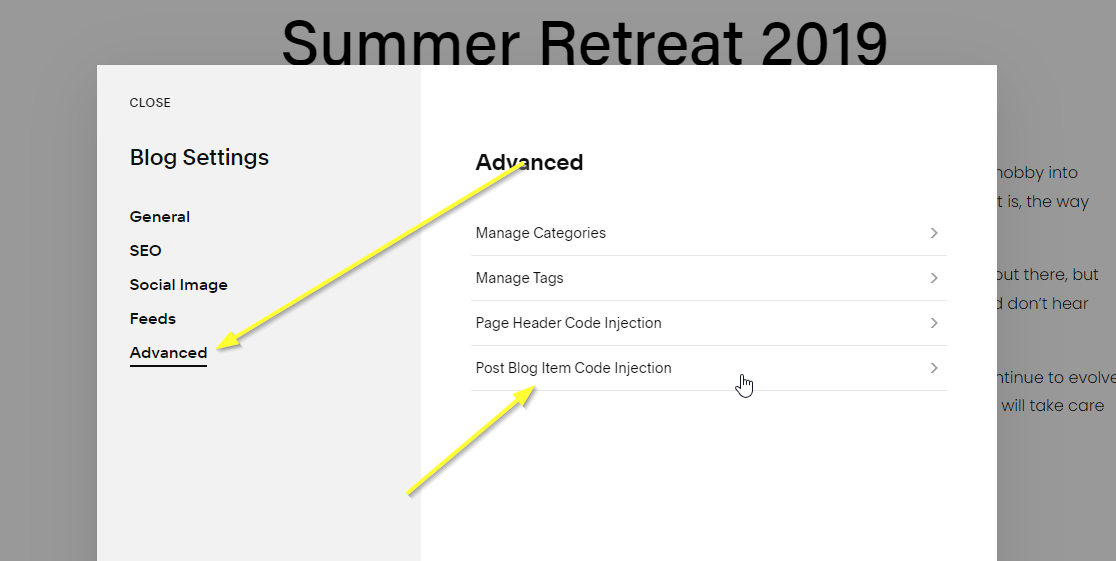 Summer Retreat 2019
CLOSE
Blog Settings
General
SEO
Social Image
Feeds
Advanced
Advanced
Manage Categories
Manage Tags
Page Header Code Injection
Post Blog Item Code Injection
hobby into
t is, the way
out there, but
d don't hear
ntinue to evolve
will take care